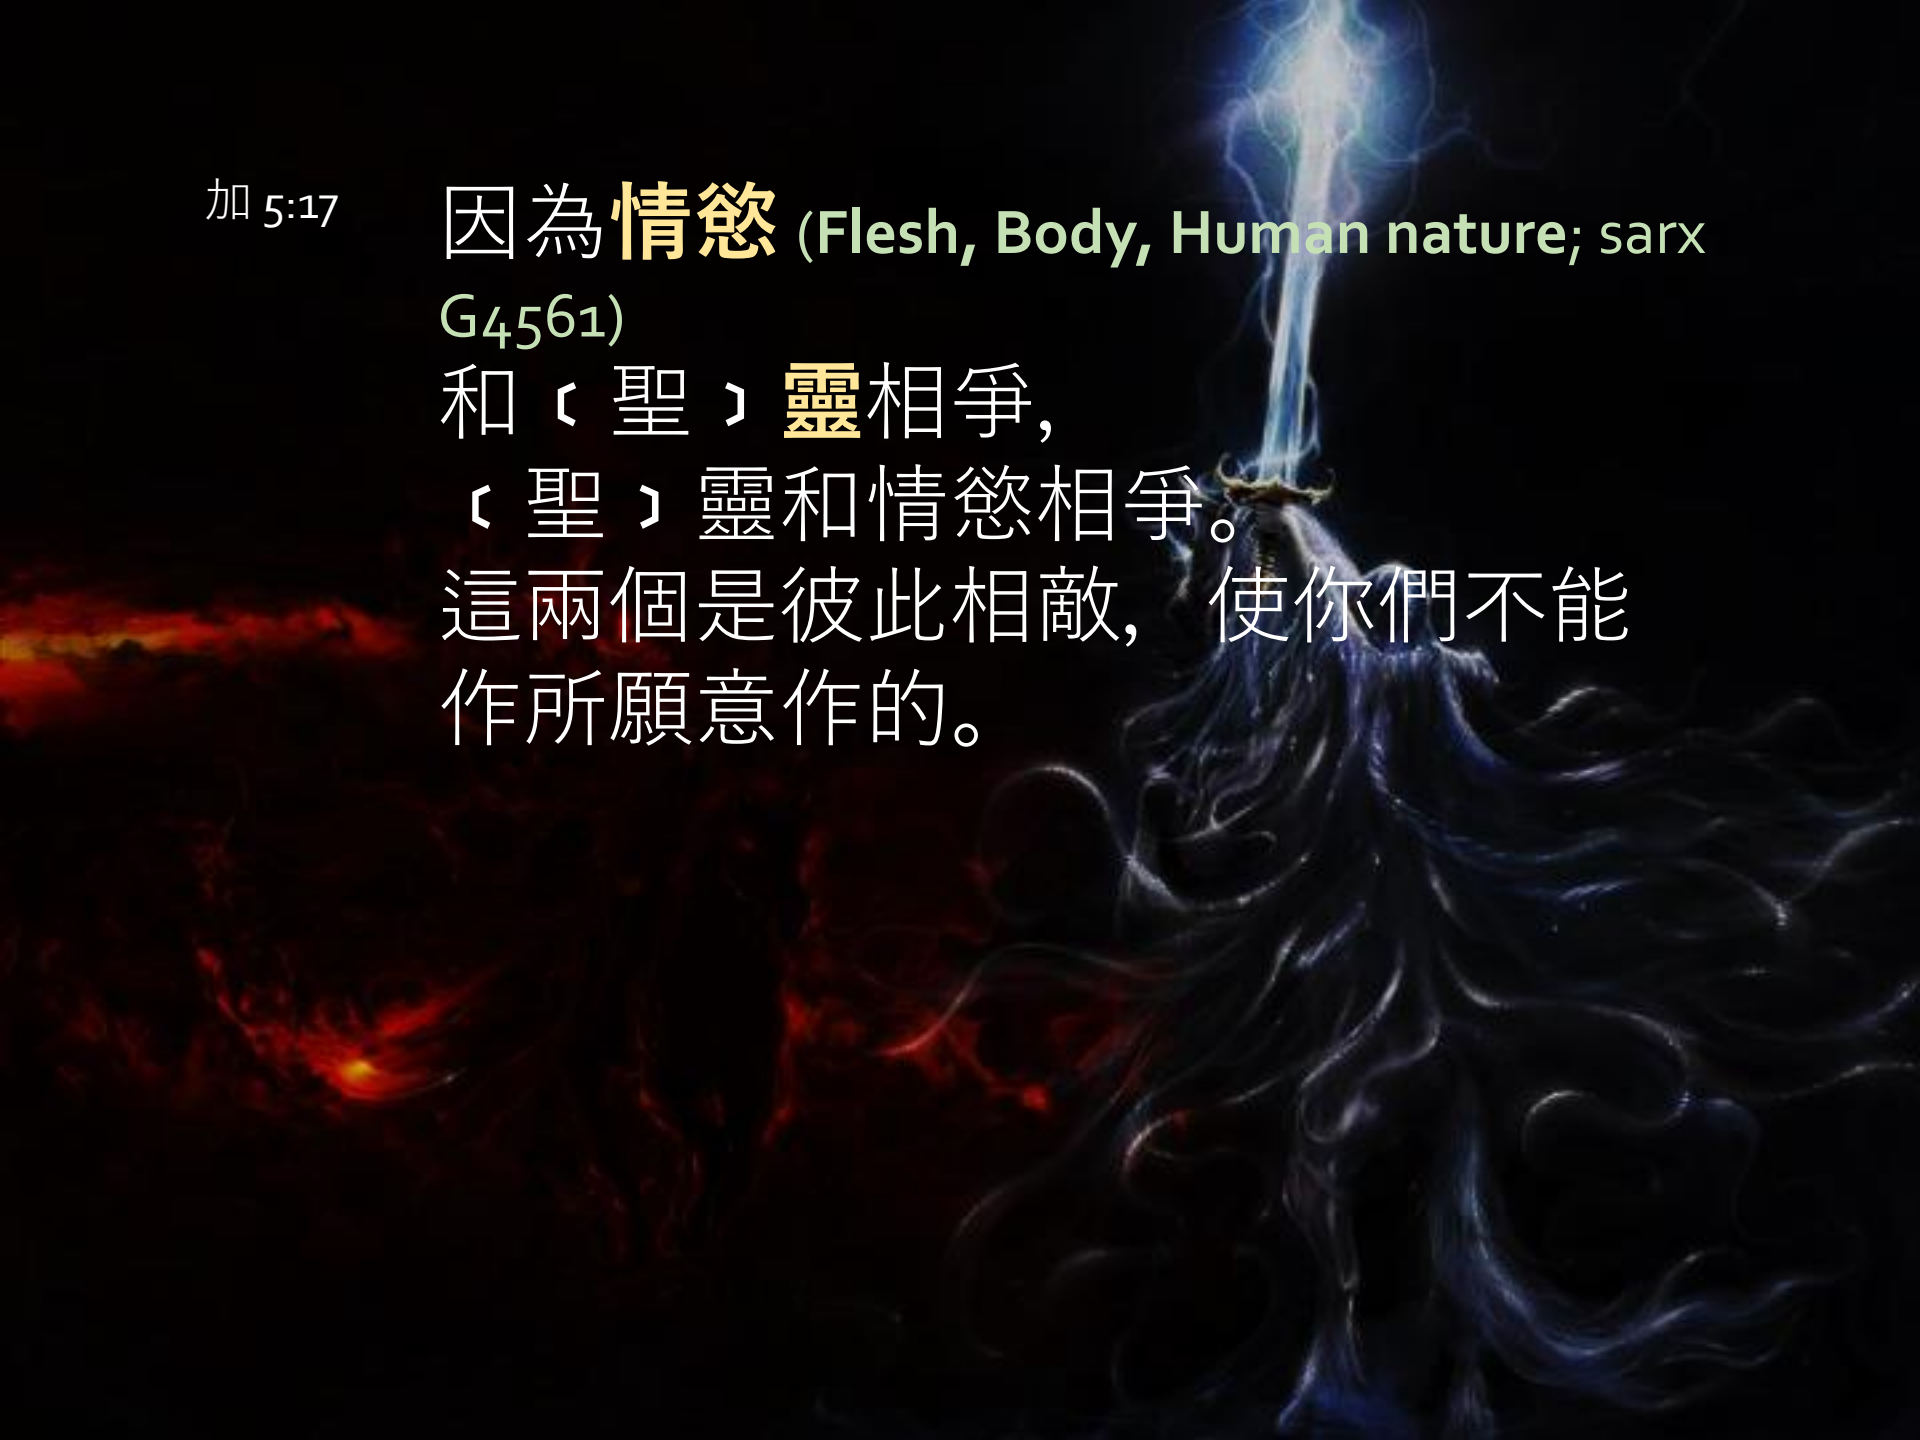 加 5:17
因為情慾 (Flesh, Body, Human nature; sarx
G4561)
和﹝聖﹞靈相爭,
﹝聖﹞靈和情慾相爭。
這兩個是彼此相敵, 使你們不能
作所願意作的。